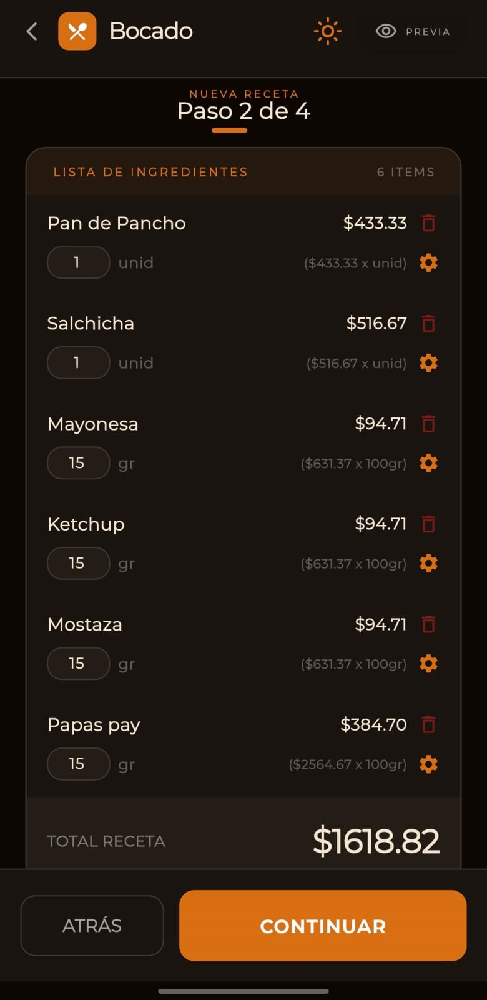 Bocado
PREVIA
NUEVA RECETA
Paso 2 de 4
LISTA DE INGREDIENTES 6 ITEMS
Pan de Pancho $433.33
1 unid ($433.33 x unid)
Salchicha $516.67
1 unid ($516.67 x unid)
Mayonesa $94.71
15 gr ($631.37 x 100gr)
Ketchup $94.71
15 gr ($631.37 x 100gr)
Mostaza $94.71
15 gr ($631.37 x 100gr)
Papas pay $384.70
15 gr ($2564.67 x 100gr)
TOTAL RECETA $1618.82
ATRÁS CONTINUAR